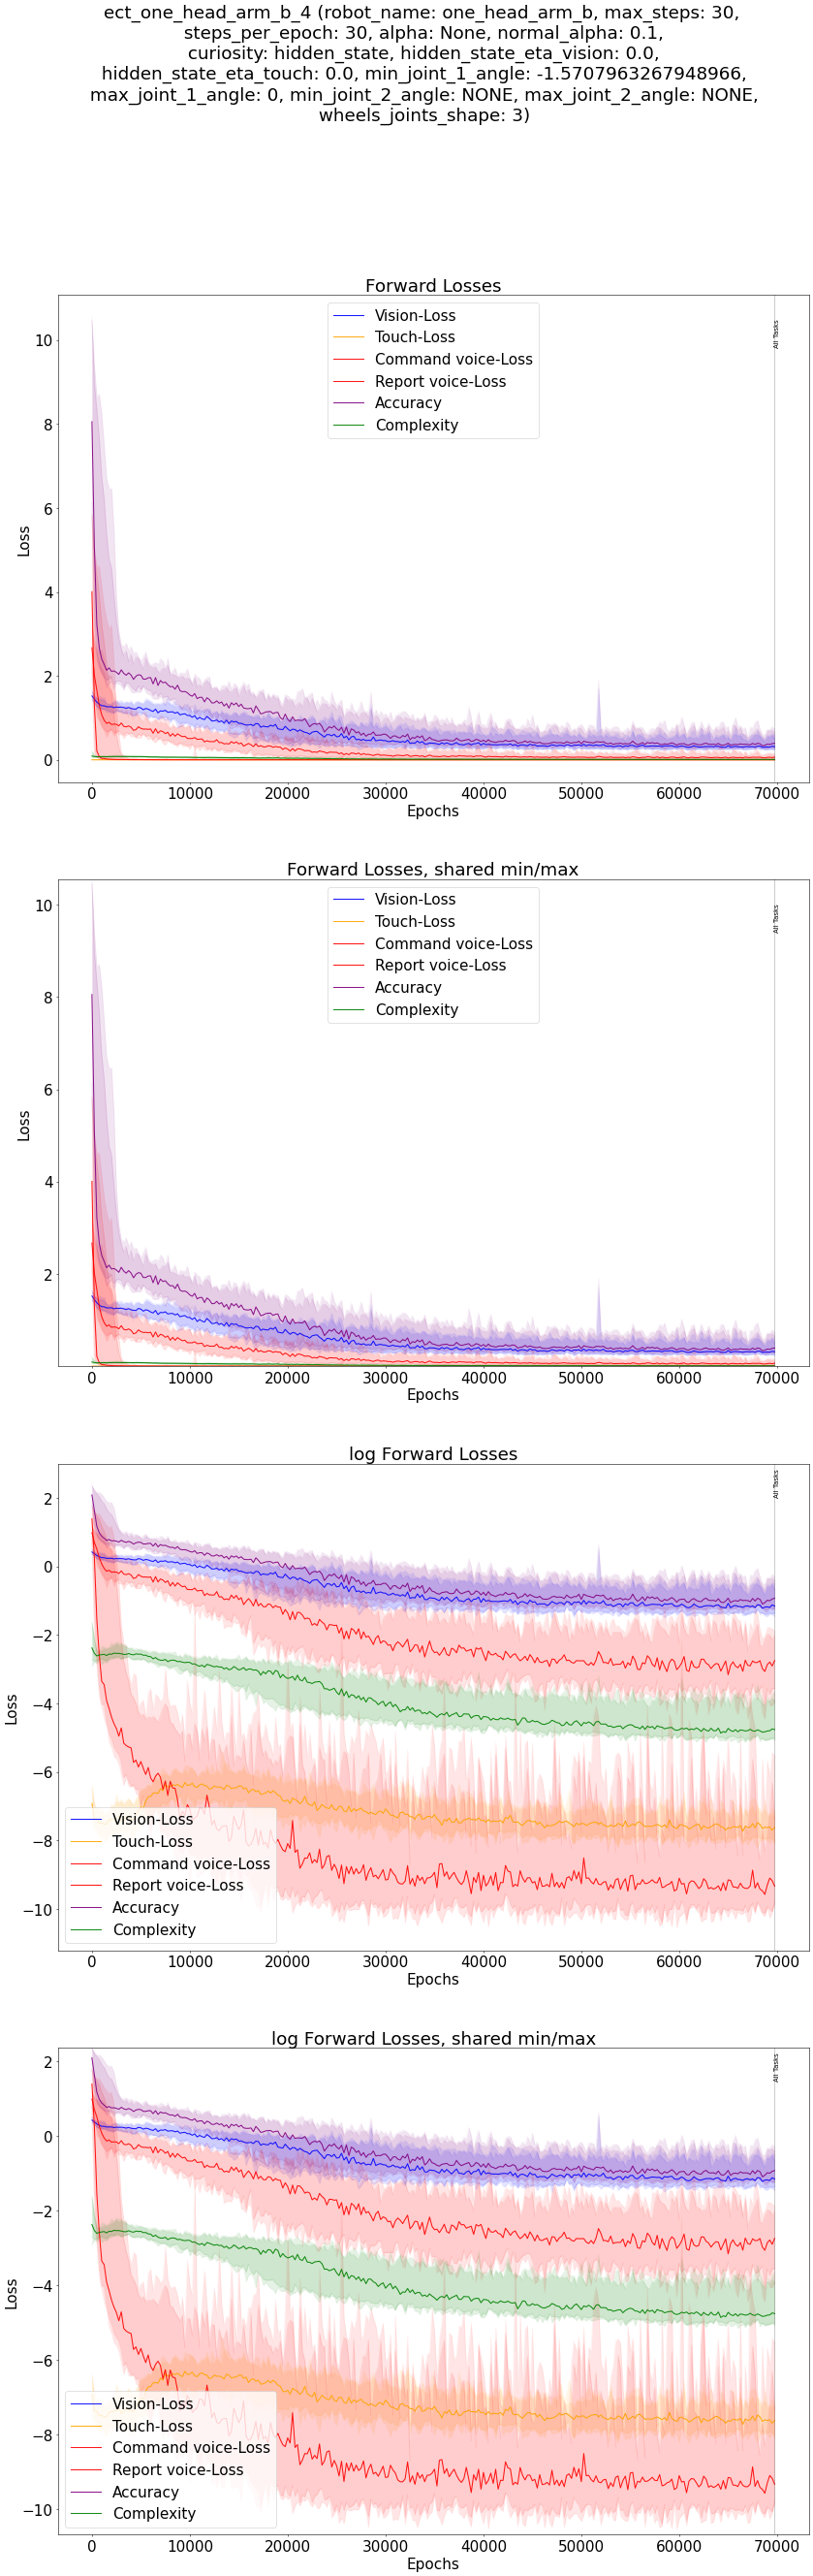 ect_one_head_arm_b_4 (robot_name: one_head_arm_b, max_steps: 30,
steps_per_epoch: 30, alpha: None, normal_alpha: 0.1,
curiosity: hidden_state, hidden_state_eta_vision: 0.0,
hidden_state_eta_touch: 0.0, min_joint_1_angle: -1.5707963267948966,
max_joint_1_angle: 0, min_joint_2_angle: NONE, max_joint_2_angle: NONE,
wheels_joints_shape: 3)
Forward Losses
Vision-Loss
Touch-Loss
Command voice-Loss
Report voice-Loss
Accuracy
Complexity
All Tasks
10
8
6
4
2
0
Loss
0 10000 20000 30000 40000 50000 60000 70000
Epochs
Forward Losses, shared min/max
Vision-Loss
Touch-Loss
Command voice-Loss
Report voice-Loss
Accuracy
Complexity
All Tasks
10
8
6
4
2
Loss
0 10000 20000 30000 40000 50000 60000 70000
Epochs
log Forward Losses
All Tasks
2
0
−2
−4
−6
−8
−10
Loss
Vision-Loss
Touch-Loss
Command voice-Loss
Report voice-Loss
Accuracy
Complexity
0 10000 20000 30000 40000 50000 60000 70000
Epochs
log Forward Losses, shared min/max
All Tasks
2
0
−2
−4
−6
−8
−10
Loss
Vision-Loss
Touch-Loss
Command voice-Loss
Report voice-Loss
Accuracy
Complexity
0 10000 20000 30000 40000 50000 60000 70000
Epochs